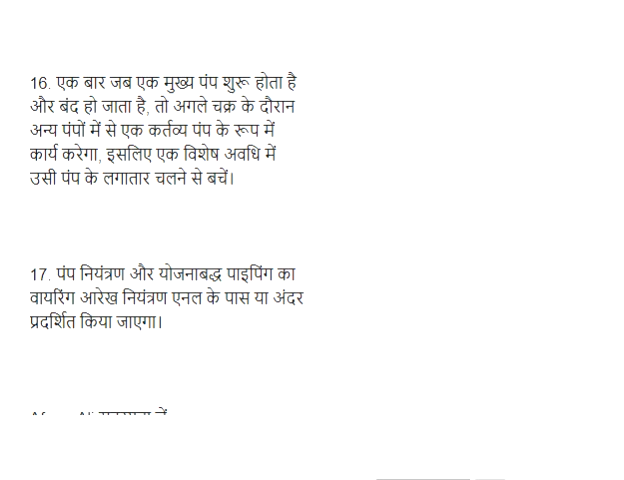 16. एक बार जब एक मुख्य पंप शुरू होता है
और बंद हो जाता है, तो अगले चक्र के दौरान
अन्य पंपों में से एक कर्तव्य पंप के रूप में
कार्य करेगा, इसलिए एक विशेष अवधि में
उसी पंप के लगातार चलने से बचें।
17. पंप नियंत्रण और योजनाबद्ध पाइपिंग का
वायरिंग आरेख नियंत्रण एनल के पास या अंदर
प्रदर्शित किया जाएगा।